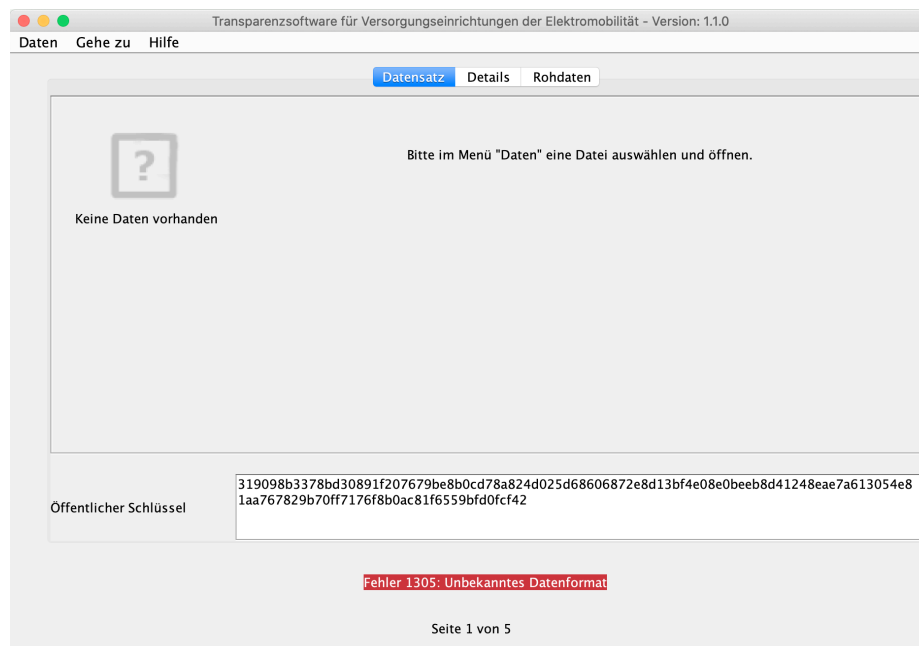 Transparenzsoftware für Versorgungseinrichtungen der Elektromobilität - Version: 1.1.0
Daten Gehe zu Hilfe
Datensatz Details Rohdaten
?
Bitte im Menü "Daten" eine Datei auswählen und öffnen.
Keine Daten vorhanden
Öffentlicher Schlüssel
319098b3378bd30891f207679be8b0cd78a824d025d68606872e8d13bf4e08e0beeb8d41248eae7a613054e8
1aa767829b70ff7176f8b0ac81f6559bfd0fcf42
Fehler 1305: Unbekanntes Datenformat
Seite 1 von 5